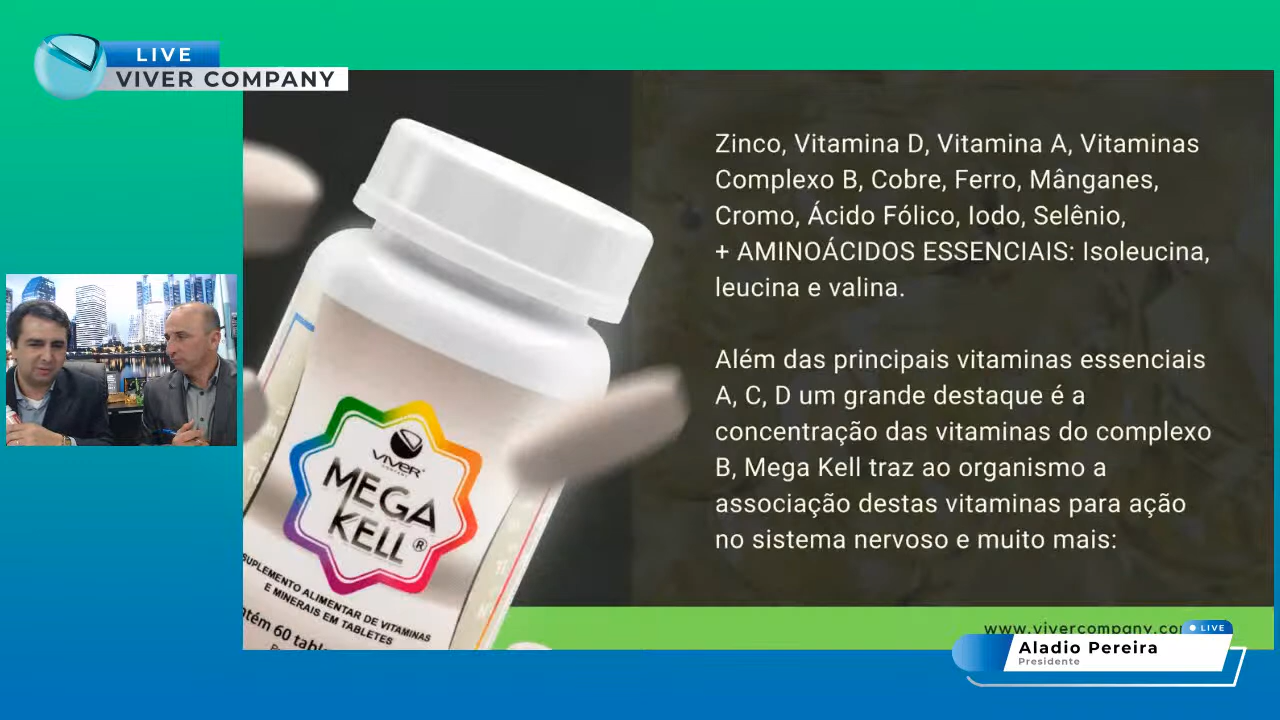 LIVE
VIVER COMPANY
Zinco, Vitamina D, Vitamina A, Vitaminas
Complexo B, Cobre, Ferro, Mânganes,
Cromo, Ácido Fólico, Iodo, Selênio,
+ AMINOÁCIDOS ESSENCIAIS: Isoleucina,
leucina e valina.
Além das principais vitaminas essenciais
A, C, D um grande destaque é a
concentração das vitaminas do complexo
B, Mega Kell traz ao organismo a
associação destas vitaminas para ação
no sistema nervoso e muito mais:
VIVER
COMPANY
MEGA
KELL ®
SUPLEMENTO ALIMENTAR DE VITAMINAS
E MINERAIS EM TABLETES
60
www.vivercompany.co
LIVE
Aladio Pereira
Presidente